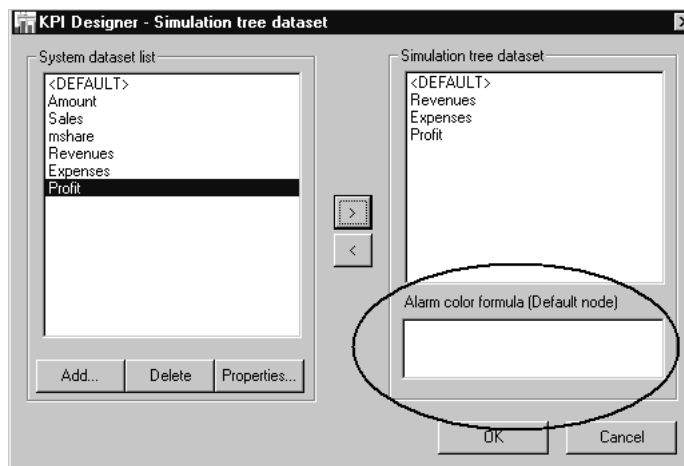 KPI Designer - Simulation tree dataset
System dataset list
<DEFAULT>
Amount
Sales
mshare
Revenues
Expenses
Profit
Add...
Delete
Properties...
>
<
Simulation tree dataset
<DEFAULT>
Revenues
Expenses
Profit
Alarm color formula (Default node)
OK
Cancel